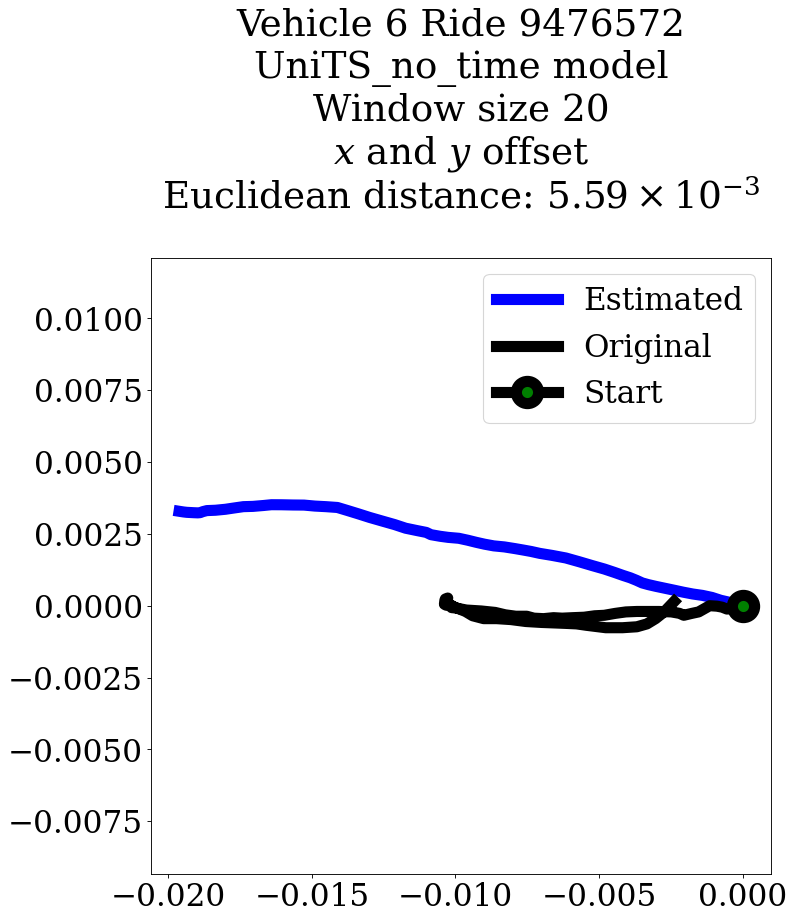 Vehicle 6 Ride 9476572
UniTS_no_time model
Window size 20
x and y offset
Euclidean distance: 5.59 × 10⁻³
Estimated
Original
Start
0.0100
0.0075
0.0050
0.0025
0.0000
−0.0025
−0.0050
−0.0075
−0.020 −0.015 −0.010 −0.005 0.000